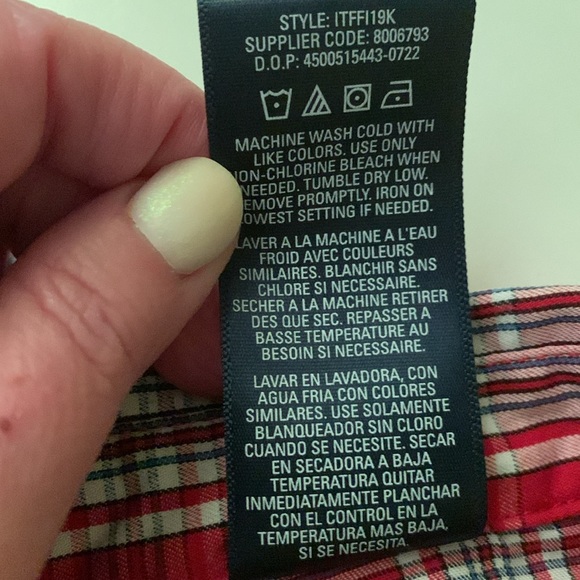 STYLE: ITFFI19K
SUPPLIER CODE: 8006793
D.O.P: 4500515443-0722
MACHINE WASH COLD WITH
LIKE COLORS. USE ONLY
ON-CHLORINE BLEACH WHEN
NEEDED. TUMBLE DRY LOW.
EMOVE PROMPTLY. IRON ON
OWEST SETTING IF NEEDED.
LAVER A LA MACHINE A L'EAU
FROID AVEC COULEURS
SIMILAIRES. BLANCHIR SANS
CHLORE SI NECESSAIRE.
SECHER A LA MACHINE RETIRER
DES QUE SEC. REPASSER A
BASSE TEMPERATURE AU
BESOIN SI NECESSAIRE.
LAVAR EN LAVADORA, CON
AGUA FRIA CON COLORES
SIMILARES. USE SOLAMENTE
BLANQUEADOR SIN CLORO
CUANDO SE NECESITE. SECAR
EN SECADORA A BAJA
TEMPERATURA QUITAR
INMEDIATAMENTE PLANCHAR
CON EL CONTROL EN LA
TEMPERATURA MAS BAJA,
SI SE NECESITA.